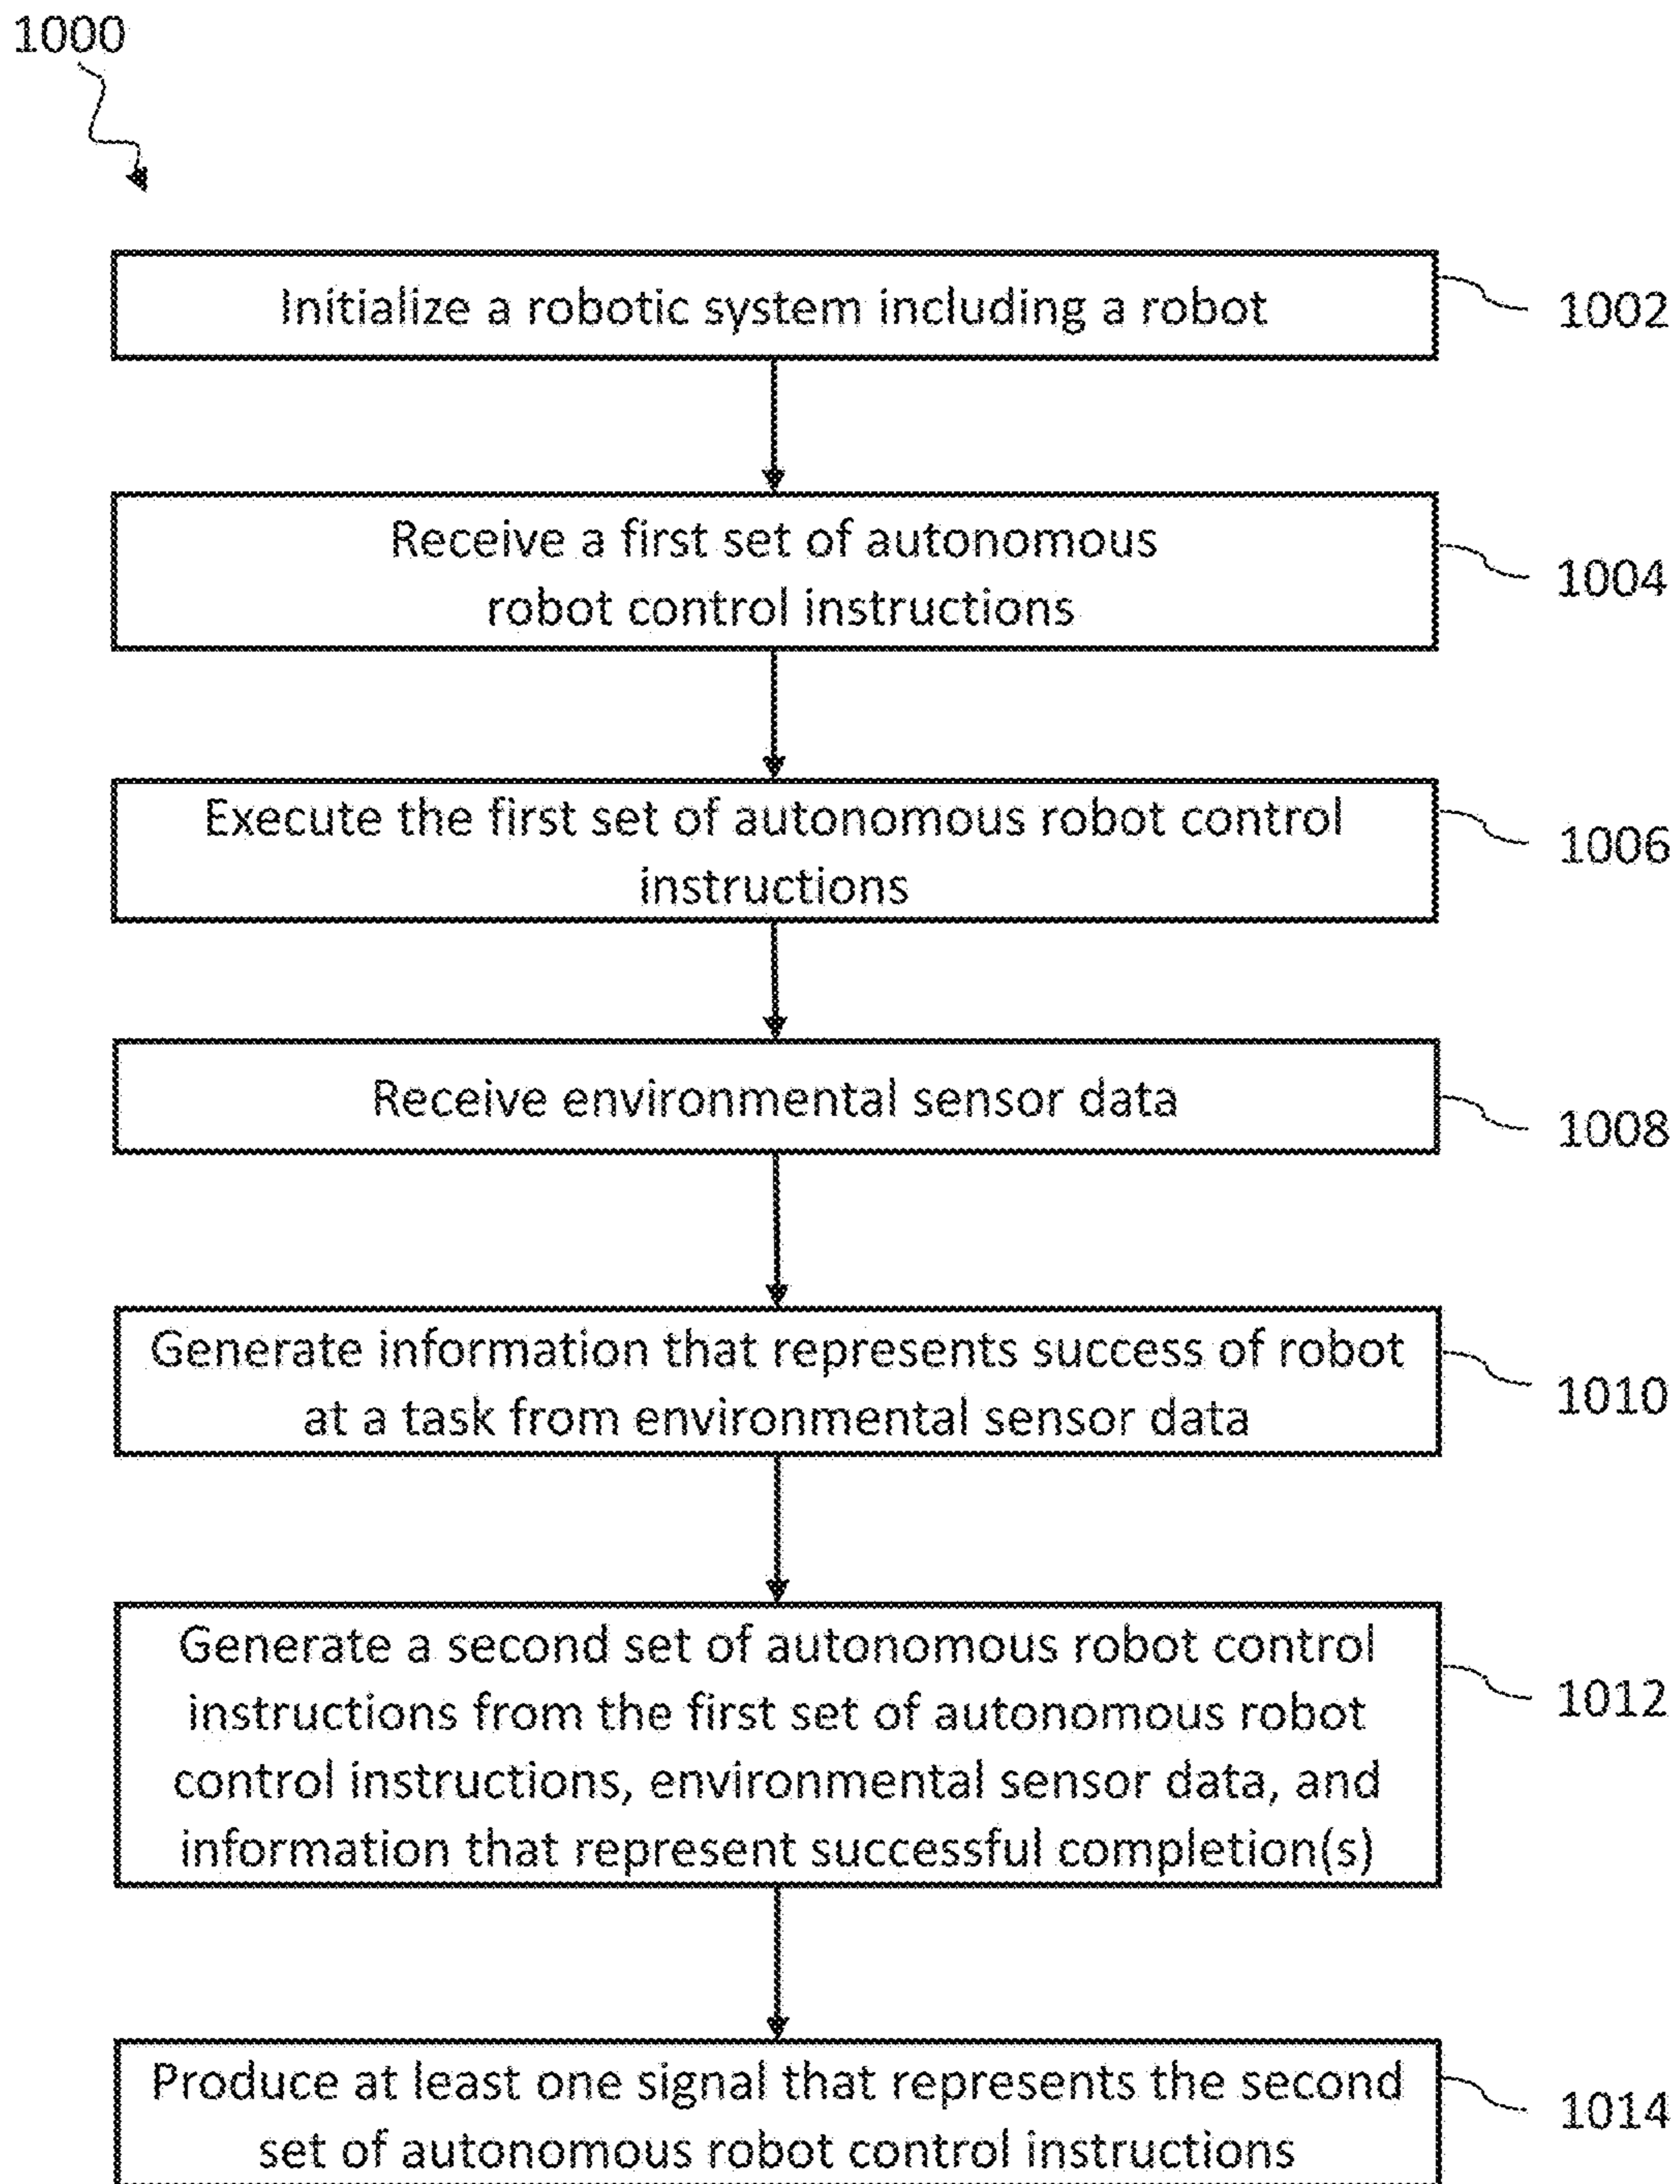 1000
Initialize a robotic system including a robot
1002
Receive a first set of autonomous
robot control instructions
1004
Execute the first set of autonomous robot control
instructions
1006
Receive environmental sensor data
1008
Generate information that represents success of robot
at a task from environmental sensor data
1010
Generate a second set of autonomous robot control
instructions from the first set of autonomous robot
control instructions, environmental sensor data, and
information that represent successful completion(s)
1012
Produce at least one signal that represents the second
set of autonomous robot control instructions
1014